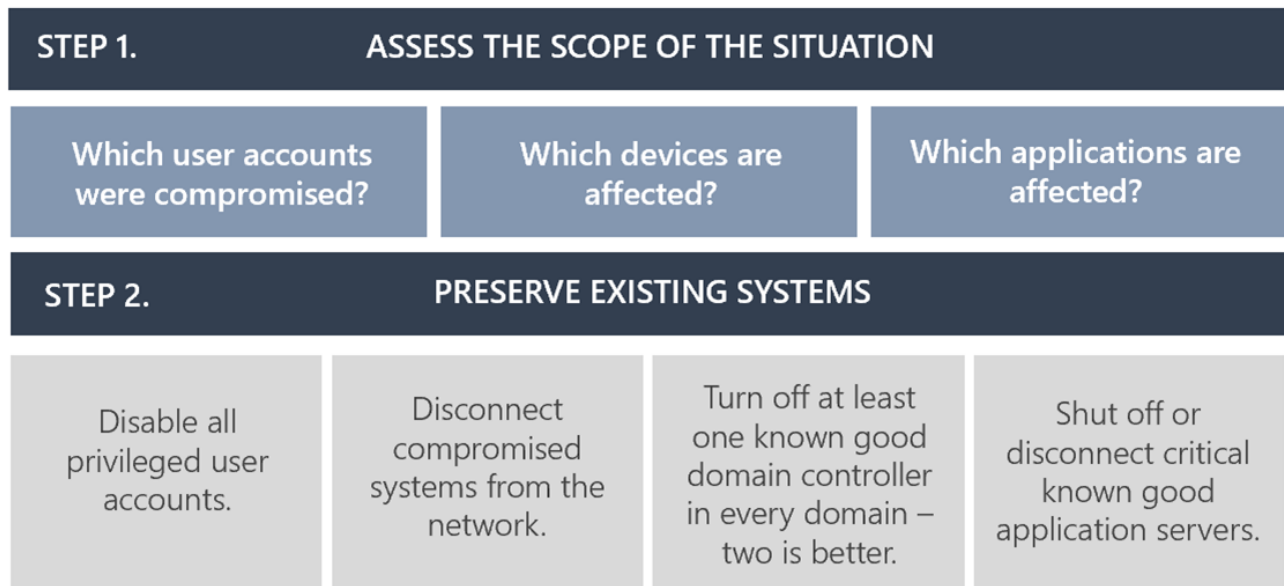 STEP 1. ASSESS THE SCOPE OF THE SITUATION
Which user accounts
were compromised?
Which devices are
affected?
Which applications are
affected?
STEP 2. PRESERVE EXISTING SYSTEMS
Disable all
privileged user
accounts.
Disconnect
compromised
systems from the
network.
Turn off at least
one known good
domain controller
in every domain –
two is better.
Shut off or
disconnect critical
known good
application servers.